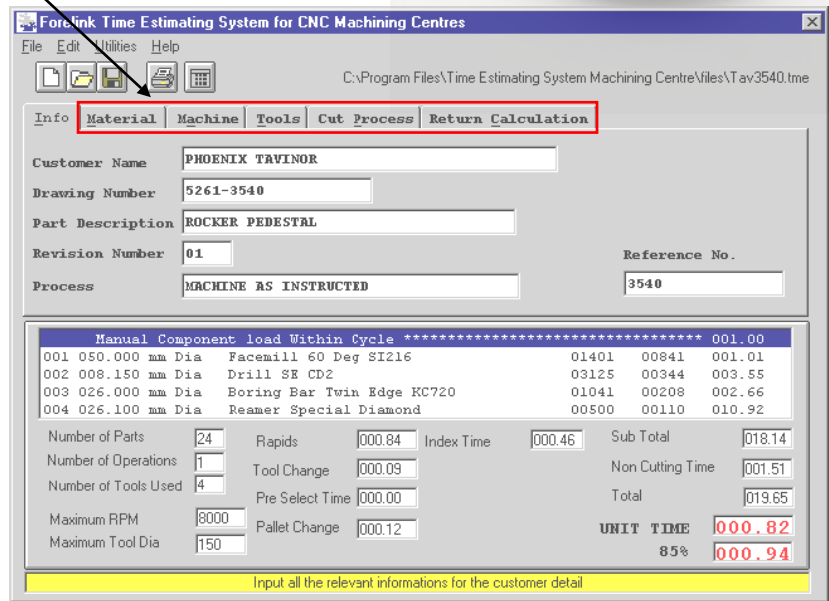 Forelink Time Estimating System for CNC Machining Centres
File Edit Utilities Help
C:\Program Files\Time Estimating System Machining Centre\files\Tav3540.tme
Info Material Machine Tools Cut Process Return Calculation
Customer Name PHOENIX TAVINOR
Drawing Number 5261-3540
Part Description ROCKER PEDESTAL
Revision Number 01 Reference No.
Process MACHINE AS INSTRUCTED 3540
Manual Component load Within Cycle ********************************** 001.00
001 050.000 mm Dia Facemill 60 Deg SI216 01401 00841 001.01
002 008.150 mm Dia Drill SE CD2 03125 00344 003.55
003 026.000 mm Dia Boring Bar Twin Edge KC720 01041 00208 002.66
004 026.100 mm Dia Reamer Special Diamond 00500 00110 010.92
Number of Parts 24 Rapids 000.84 Index Time 000.46 Sub Total 018.14
Number of Operations 1 Tool Change 000.09 Non Cutting Time 001.51
Number of Tools Used 4 Pre Select Time 000.00 Total 019.65
Maximum RPM 8000 Pallet Change 000.12 UNIT TIME 000.82
Maximum Tool Dia 150 85% 000.94
Input all the relevant informations for the customer detail